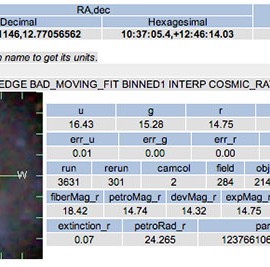 RA,dec
Decimal Hexagesimal
1146,12.77056562 10:37:05.4,+12:46:14.03
n name to get its units.
EDGE BAD_MOVING_FIT BINNED1 INTERP COSMIC_RA
u g r
16.43 15.28 14.75
err_u err_g err_r
0.01 0.00 0.00
run rerun camcol field obj
3631 301 2 284 214
fiberMag_r petroMag_r devMag_r expMag_r
18.42 14.74 14.32 14.75
extinction_r petroRad_r par
0.07 24.265 123766106
W